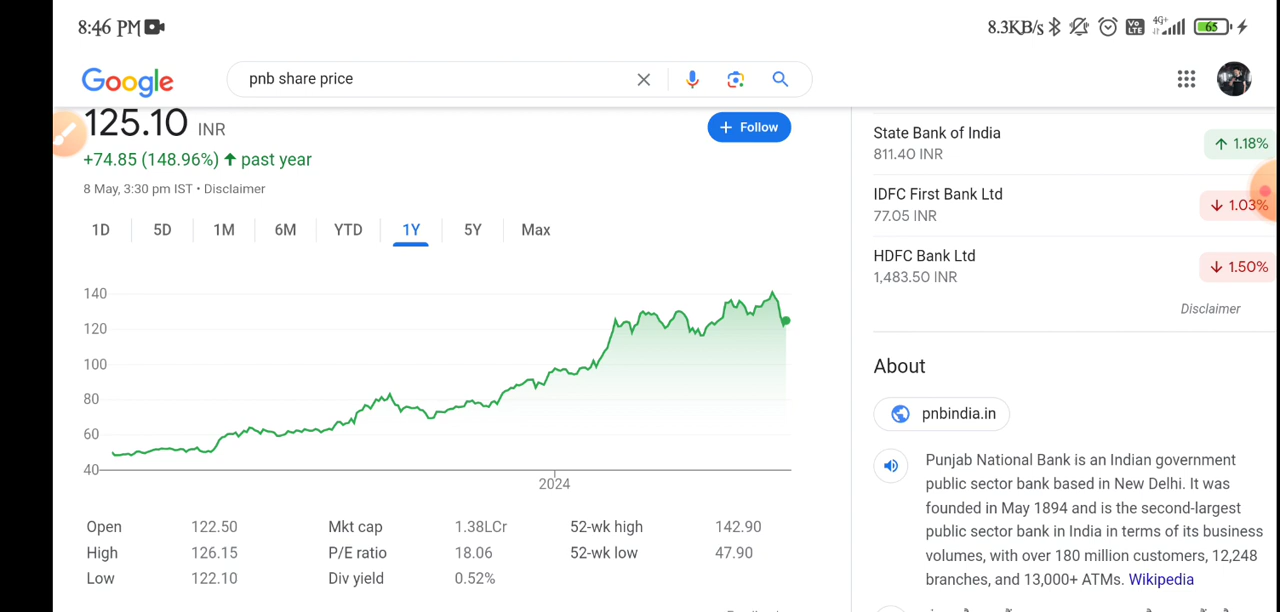 8:46 PM
8.3KB/s 4G+ Vo LTE 65
Google
pnb share price
125.10 INR
+ Follow
+74.85 (148.96%) ↑ past year
8 May, 3:30 pm IST • Disclaimer
1D 5D 1M 6M YTD 1Y 5Y Max
140
120
100
80
60
40
2024
Open 122.50 Mkt cap 1.38LCr 52-wk high 142.90
High 126.15 P/E ratio 18.06 52-wk low 47.90
Low 122.10 Div yield 0.52%
State Bank of India
811.40 INR
↑ 1.18%
IDFC First Bank Ltd
77.05 INR
↓ 1.03%
HDFC Bank Ltd
1,483.50 INR
↓ 1.50%
Disclaimer
About
pnbindia.in
Punjab National Bank is an Indian government
public sector bank based in New Delhi. It was
founded in May 1894 and is the second-largest
public sector bank in India in terms of its business
volumes, with over 180 million customers, 12,248
branches, and 13,000+ ATMs. Wikipedia